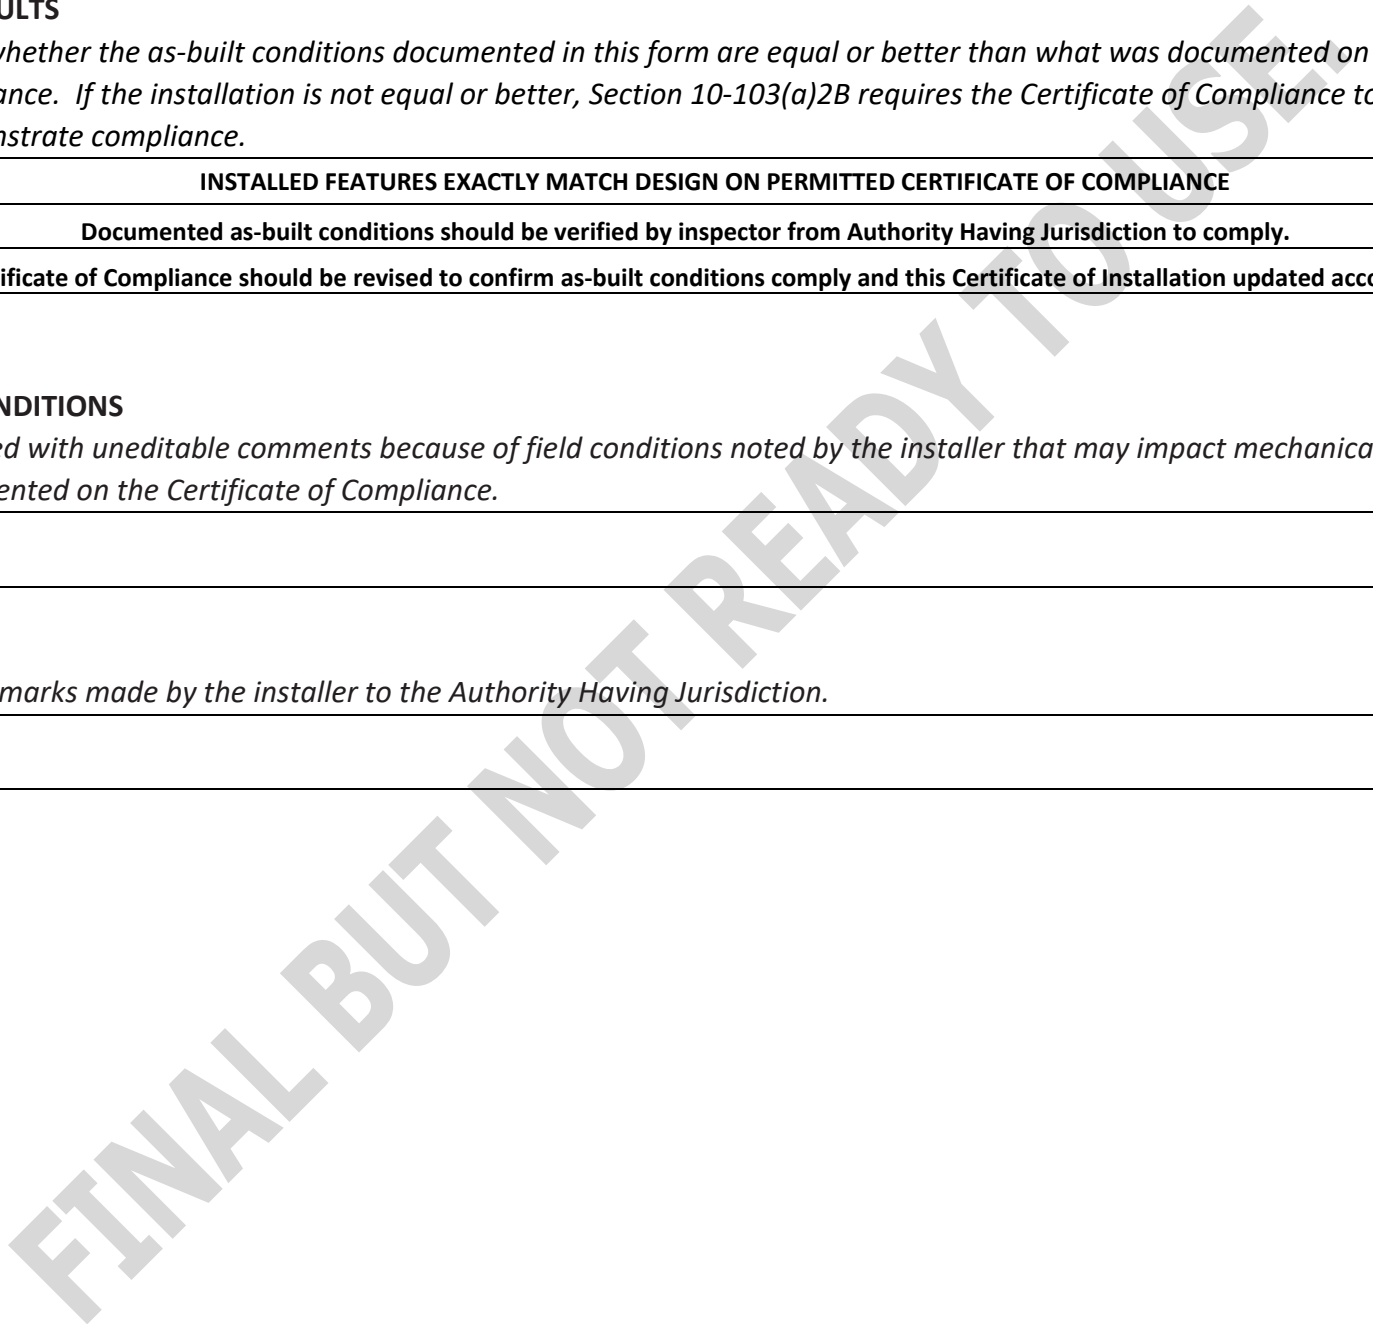 ULTS
whether the as-built conditions documented in this form are equal or better than what was documented on
ance. If the installation is not equal or better, Section 10-103(a)2B requires the Certificate of Compliance to
nstrate compliance.
INSTALLED FEATURES EXACTLY MATCH DESIGN ON PERMITTED CERTIFICATE OF COMPLIANCE
Documented as-built conditions should be verified by inspector from Authority Having Jurisdiction to comply.
ificate of Compliance should be revised to confirm as-built conditions comply and this Certificate of Installation updated acco
NDITIONS
ed with uneditable comments because of field conditions noted by the installer that may impact mechanica
ented on the Certificate of Compliance.
marks made by the installer to the Authority Having Jurisdiction.
FINAL BUT NOT READY TO USE.